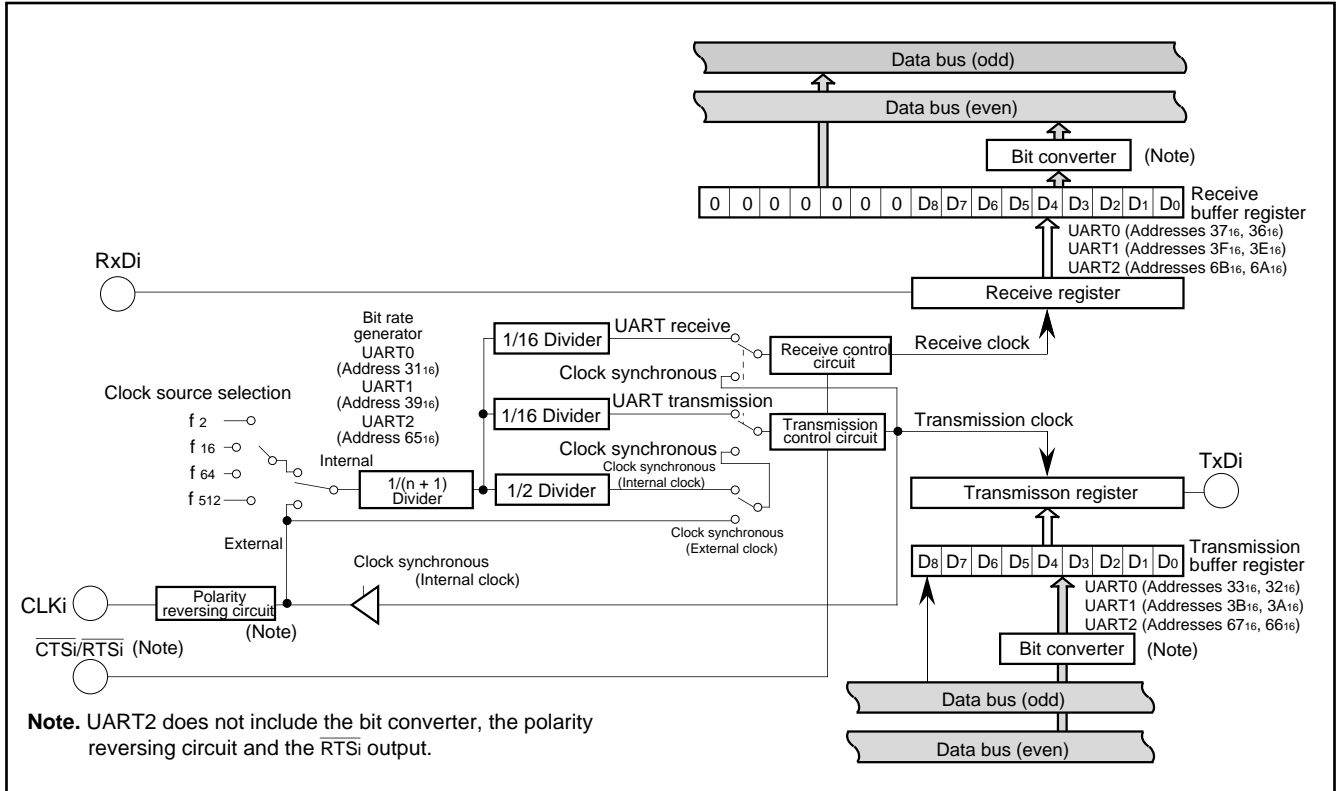 Data bus (odd)
Data bus (even)
Bit converter (Note)
0 0 0 0 0 0 0 D8 D7 D6 D5 D4 D3 D2 D1 D0
Receive
buffer register
UART0 (Addresses 3716, 3616)
UART1 (Addresses 3F16, 3E16)
UART2 (Addresses 6B16, 6A16)
RxDi
Receive register
Bit rate
generator
UART0
(Address 3116)
UART1
(Address 3916)
UART2
(Address 6516)
1/16 Divider
UART receive
Receive control
circuit
Receive clock
Clock synchronous
Clock source selection
f 2
f 16
f 64
f 512
Internal
1/(n + 1)
Divider
1/16 Divider
UART transmission
Transmission
control circuit
Transmission clock
Clock synchronous
Clock synchronous
(Internal clock)
1/2 Divider
Clock synchronous
(External clock)
TxDi
Transmisson register
External
Clock synchronous
(Internal clock)
D8 D7 D6 D5 D4 D3 D2 D1 D0
Transmission
buffer register
UART0 (Addresses 3316, 3216)
UART1 (Addresses 3B16, 3A16)
UART2 (Addresses 6716, 6616)
CLKi
Polarity
reversing circuit
(Note)
CTSi/RTSi (Note)
Bit converter (Note)
Data bus (odd)
Data bus (even)
Note. UART2 does not include the bit converter, the polarity
reversing circuit and the RTSi output.